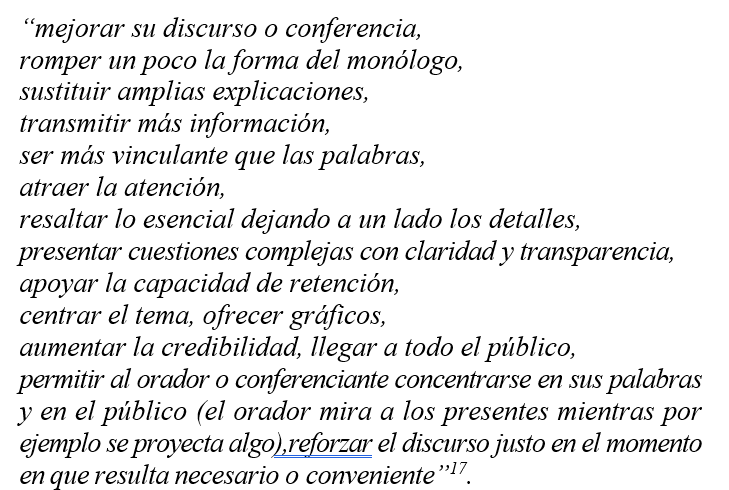 “mejorar su discurso o conferencia,
romper un poco la forma del monólogo,
sustituir amplias explicaciones,
transmitir más información,
ser más vinculante que las palabras,
atraer la atención,
resaltar lo esencial dejando a un lado los detalles,
presentar cuestiones complejas con claridad y transparencia,
apoyar la capacidad de retención,
centrar el tema, ofrecer gráficos,
aumentar la credibilidad, llegar a todo el público,
permitir al orador o conferenciante concentrarse en sus palabras
y en el público (el orador mira a los presentes mientras por
ejemplo se proyecta algo),reforzar el discurso justo en el momento
en que resulta necesario o conveniente”17.